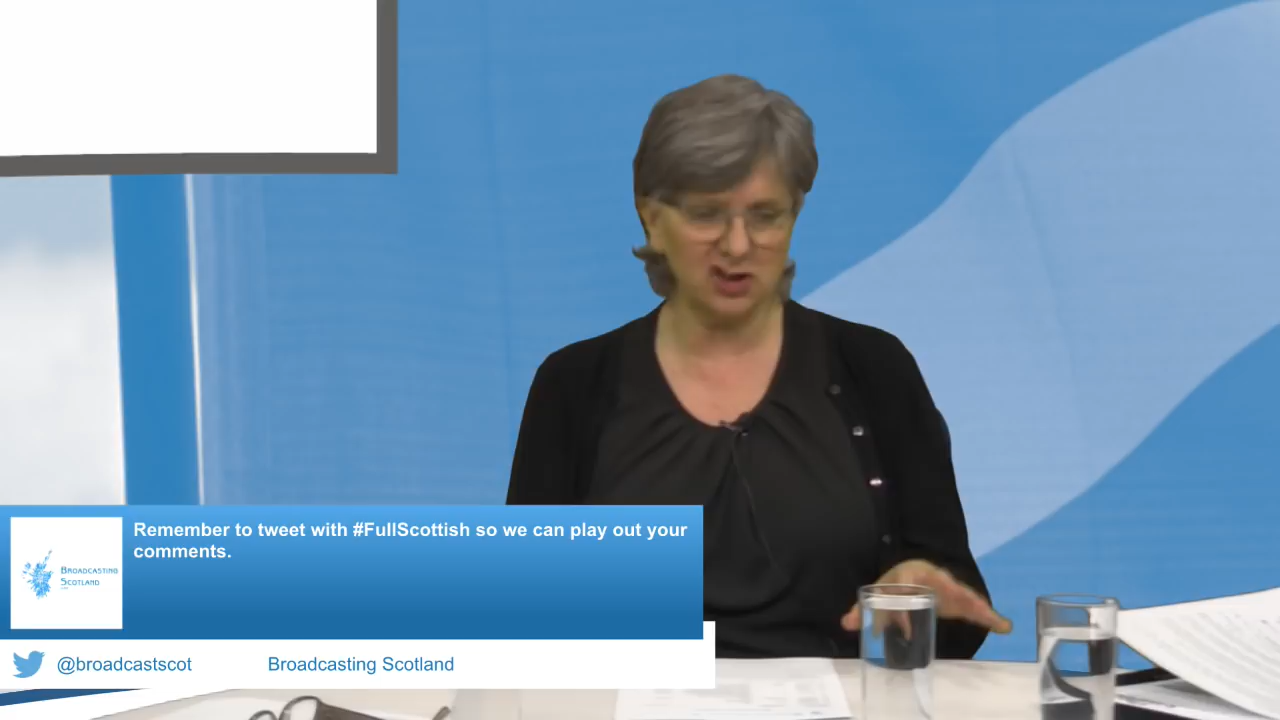 Remember to tweet with #FullScottish so we can play out your
comments.
BROADCASTING
SCOTLAND
@broadcastscot
Broadcasting Scotland